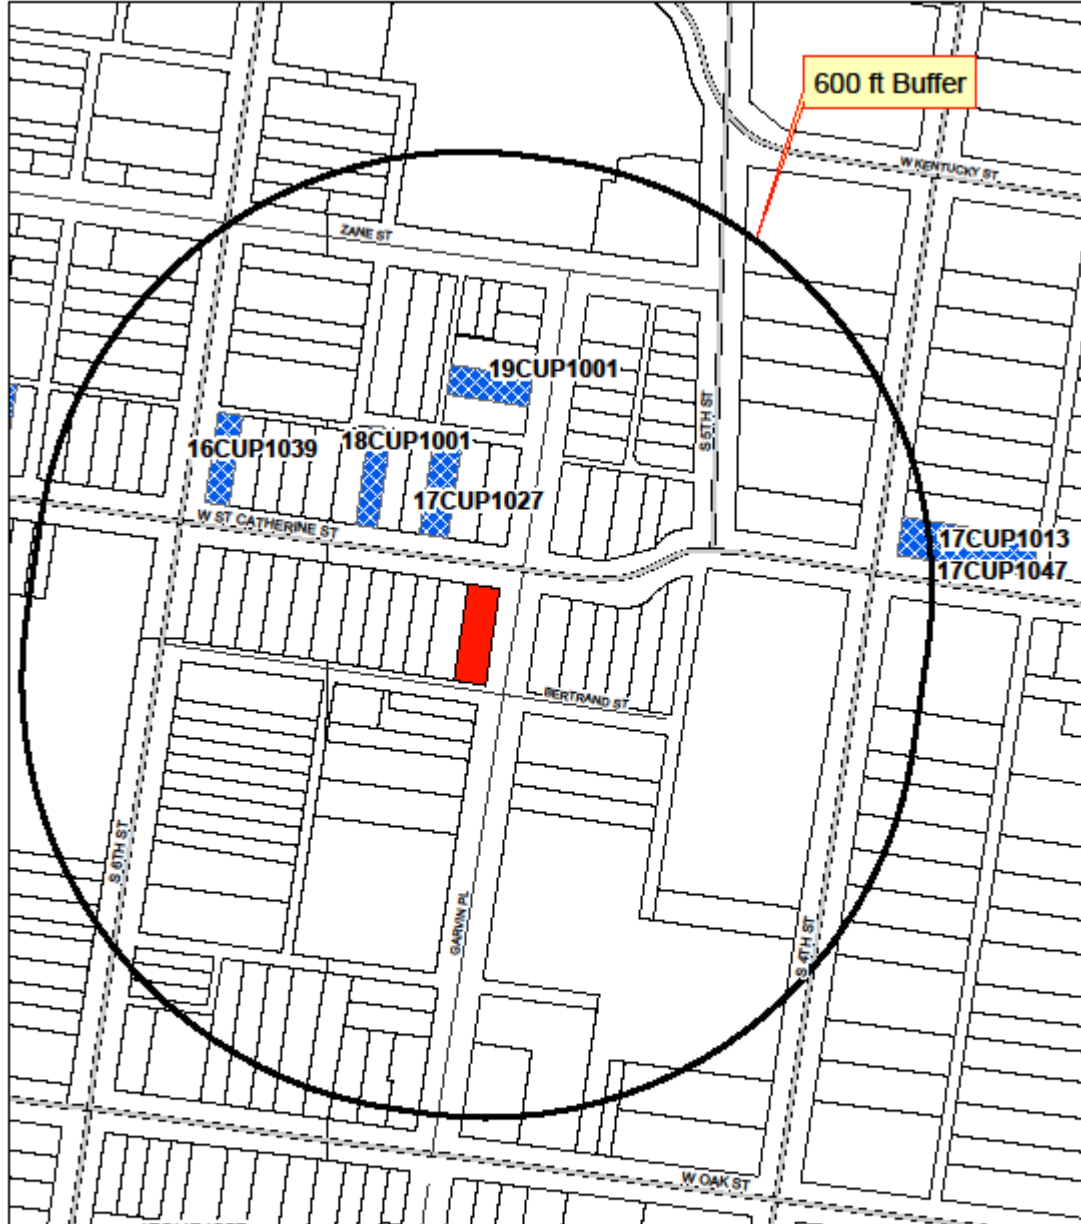 600 ft Buffer
W KENTUCKY ST
ZANE ST
19CUP1001
S 5TH ST
16CUP1039
18CUP1001
17CUP1027
W ST CATHERINE ST
17CUP1013
17CUP1047
BERTRAND ST
S 6TH ST
GARVIN PL
S 4TH ST
W OAK ST